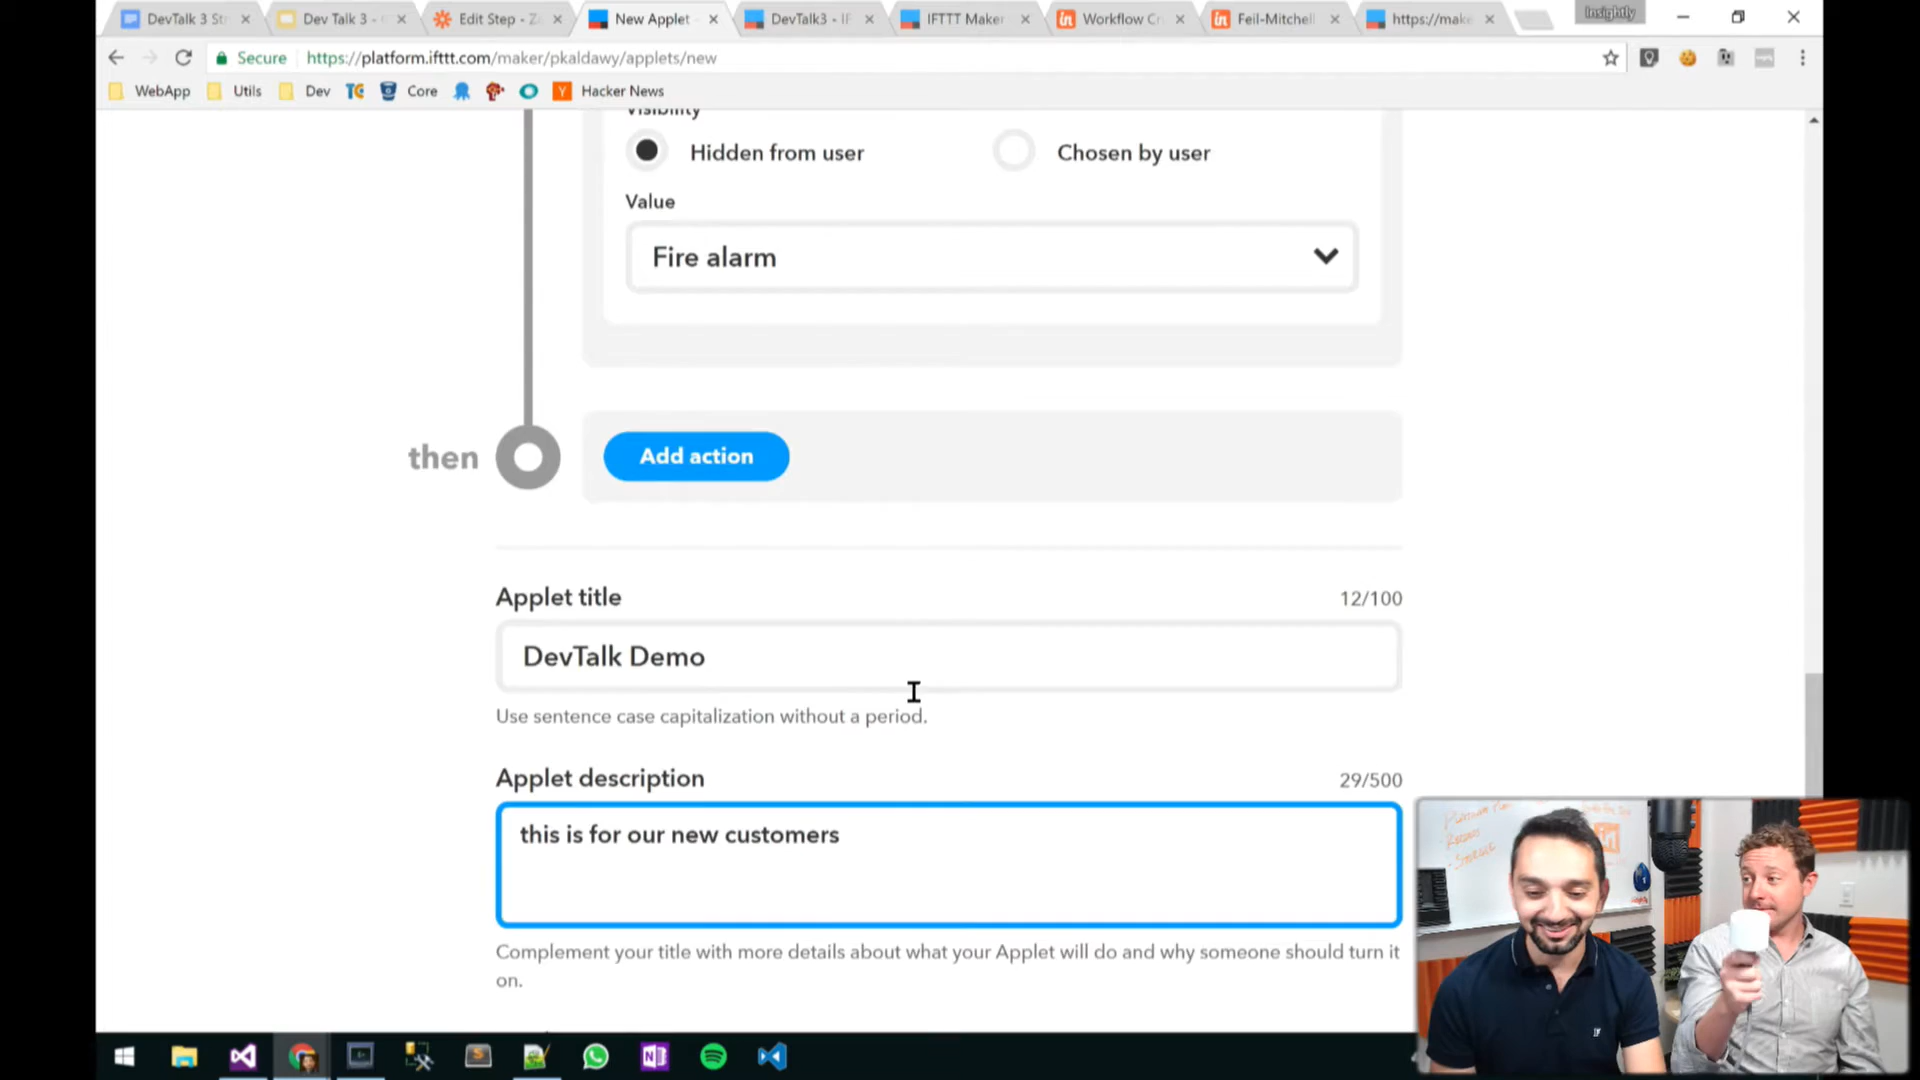 DevTalk 3 St
Dev Talk 3 -
Edit Step - Z
New Applet
DevTalk3 - IF
IFTTT Maker
Workflow Cr
Feil-Mitchell
https://make
Insightly
Secure
https://platform.ifttt.com/maker/pkaldawy/applets/new
WebApp
Utils
Dev
Core
Hacker News
Visibility
Hidden from user
Chosen by user
Value
Fire alarm
then
Add action
Applet title
12/100
DevTalk Demo
Use sentence case capitalization without a period.
Applet description
29/500
this is for our new customers
Complement your title with more details about what your Applet will do and why someone should turn it
on.